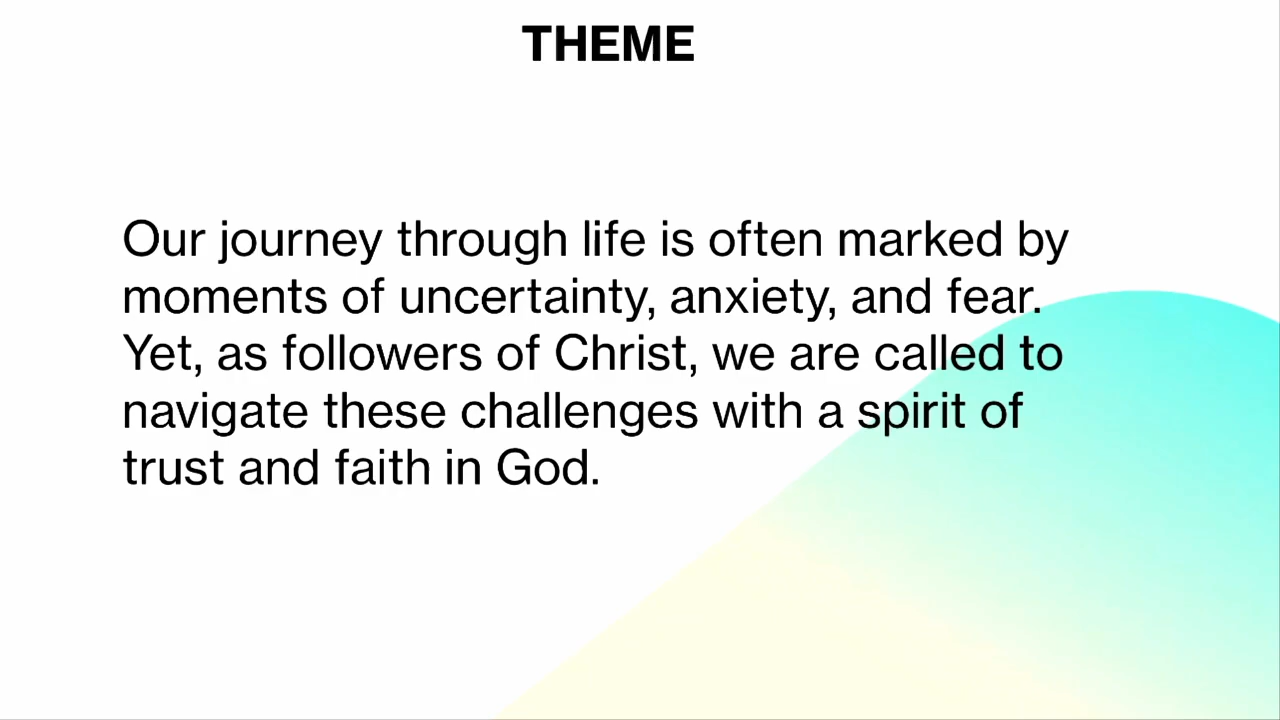 THEME
Our journey through life is often marked by
moments of uncertainty, anxiety, and fear.
Yet, as followers of Christ, we are called to
navigate these challenges with a spirit of
trust and faith in God.